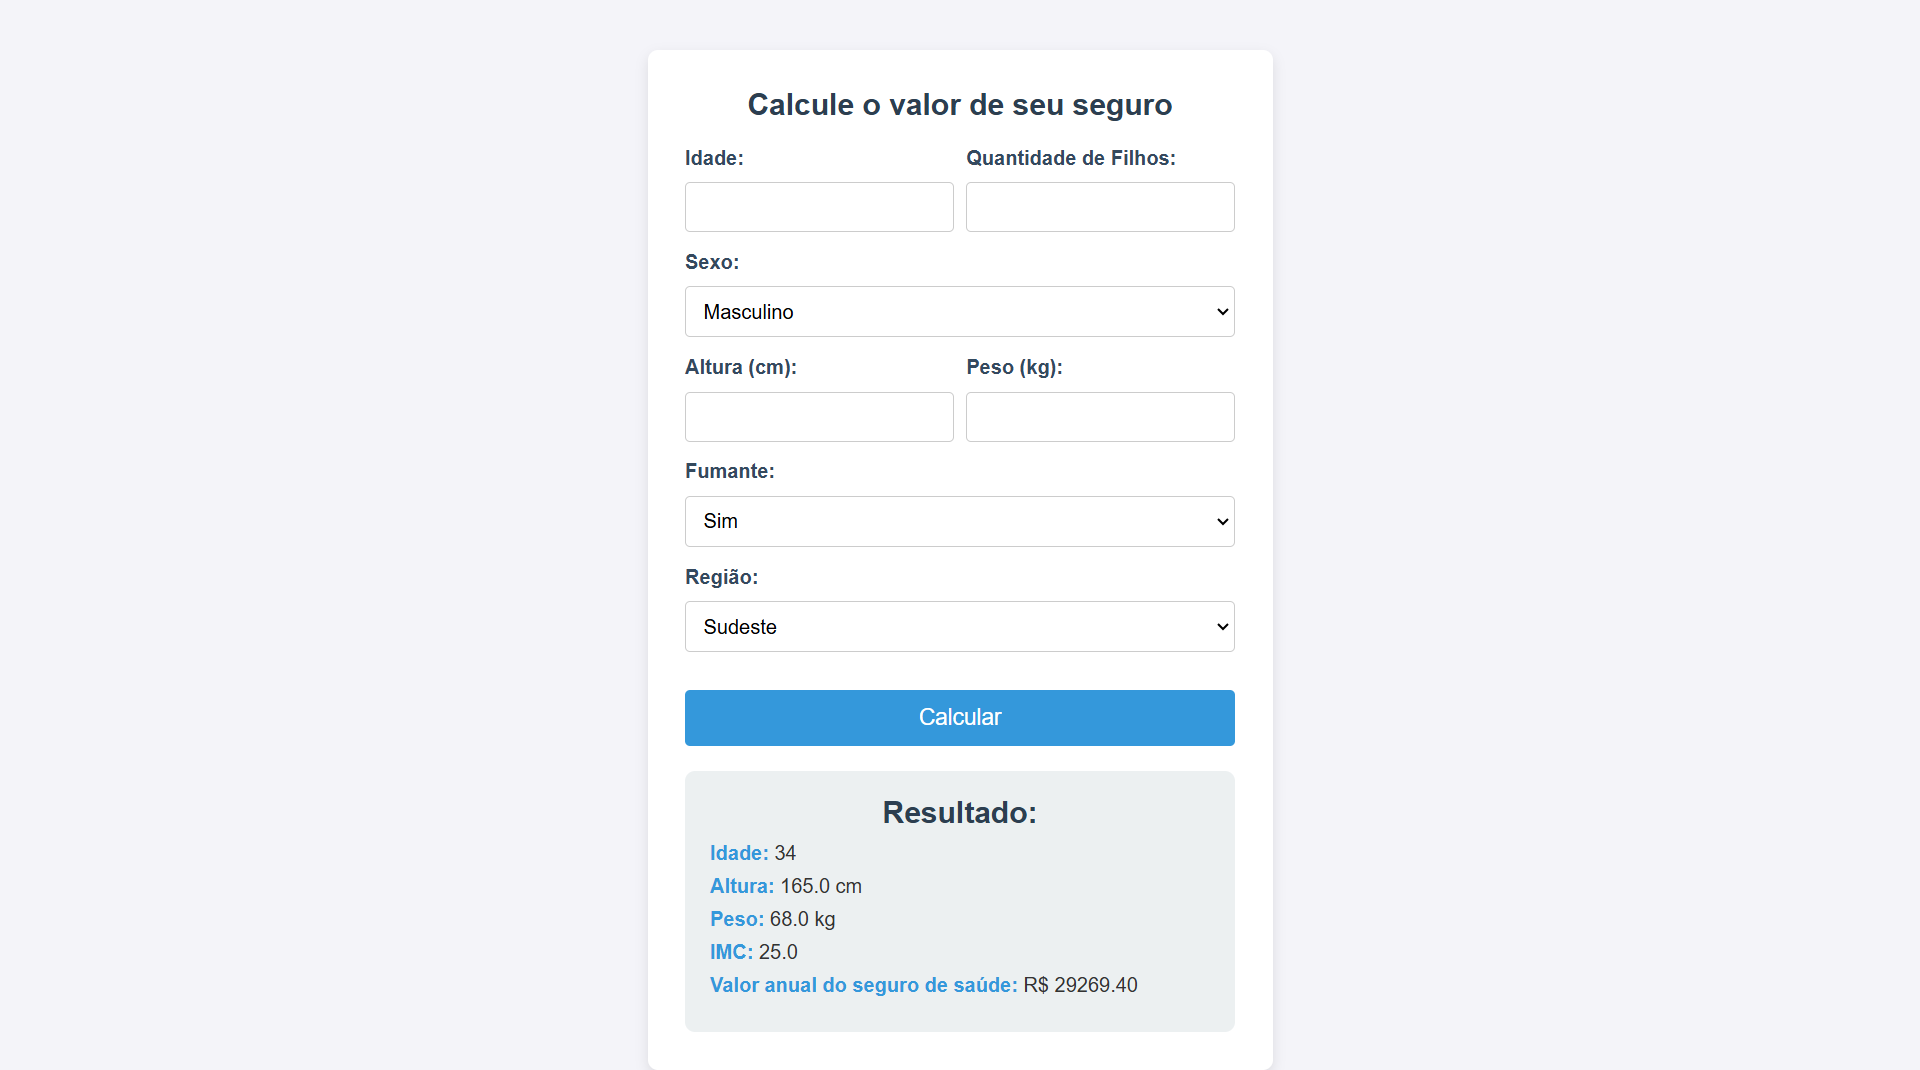 Calcule o valor de seu seguro
Idade: Quantidade de Filhos:
Sexo:
Masculino
Altura (cm): Peso (kg):
Fumante:
Sim
Região:
Sudeste
Calcular
Resultado:
Idade: 34
Altura: 165.0 cm
Peso: 68.0 kg
IMC: 25.0
Valor anual do seguro de saúde: R$ 29269.40